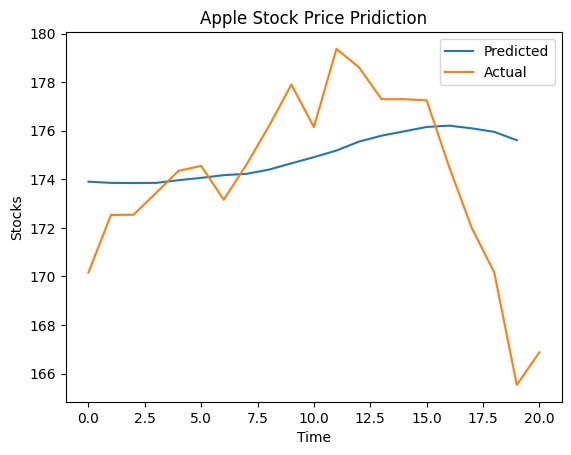 Apple Stock Price Pridiction
Predicted
Actual
180
178
176
174
172
170
168
166
Stocks
0.0 2.5 5.0 7.5 10.0 12.5 15.0 17.5 20.0
Time